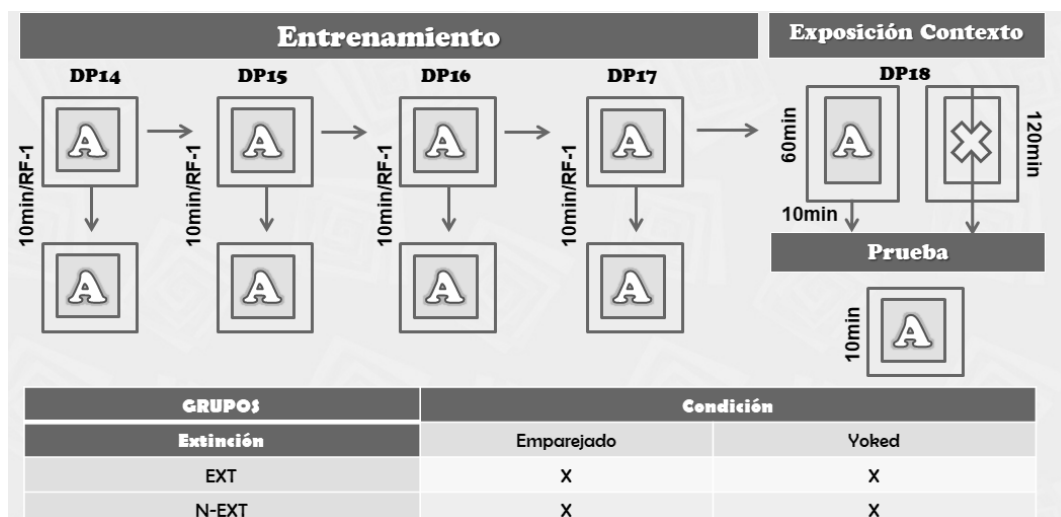 Entrenamiento
Exposición Contexto
DP14
DP15
DP16
DP17
DP18
A
A
A
A
A
60min
120min
10min/RF-1
10min/RF-1
10min/RF-1
10min/RF-1
10min
A
A
A
A
Prueba
10min
A
GRUPOS
Condición
Extinción
Emparejado
Yoked
EXT
X
X
N-EXT
X
X